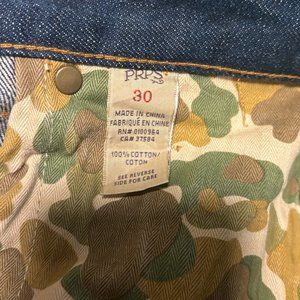 PRPS
30
MADE IN CHINA
FABRIQUÉ EN CHINE
RN# 0100964
CA# 37584
100% COTTON/
COTON
SEE REVERSE
SIDE FOR CARE